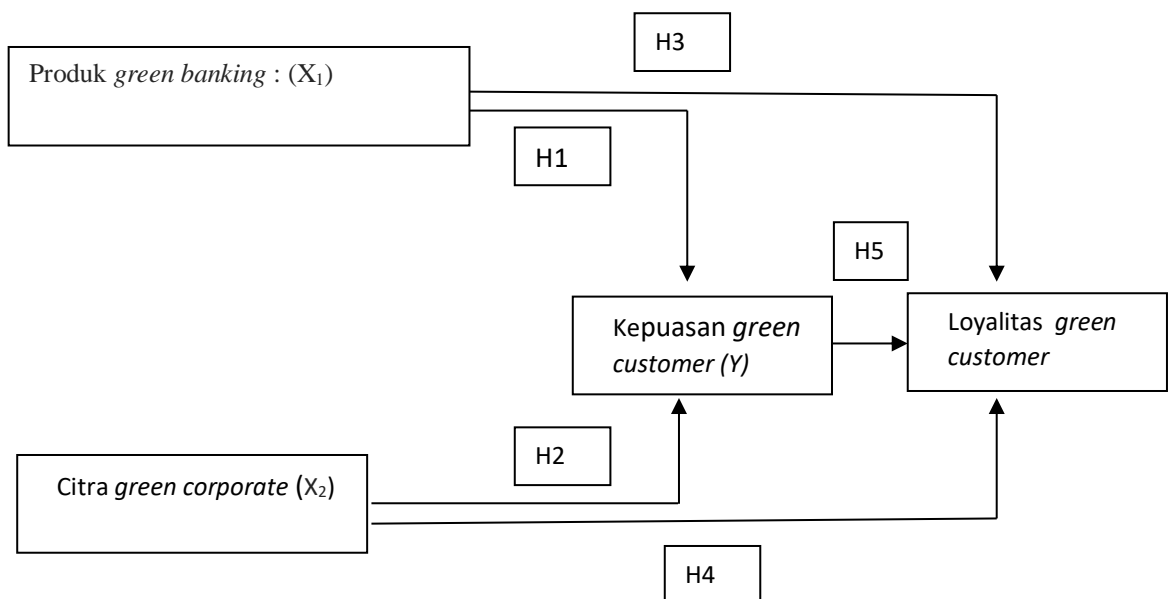 H3
Produk green banking : (X₁)
H1
H5
Kepuasan green
customer (Y)
Loyalitas green
customer
H2
Citra green corporate (X₂)
H4